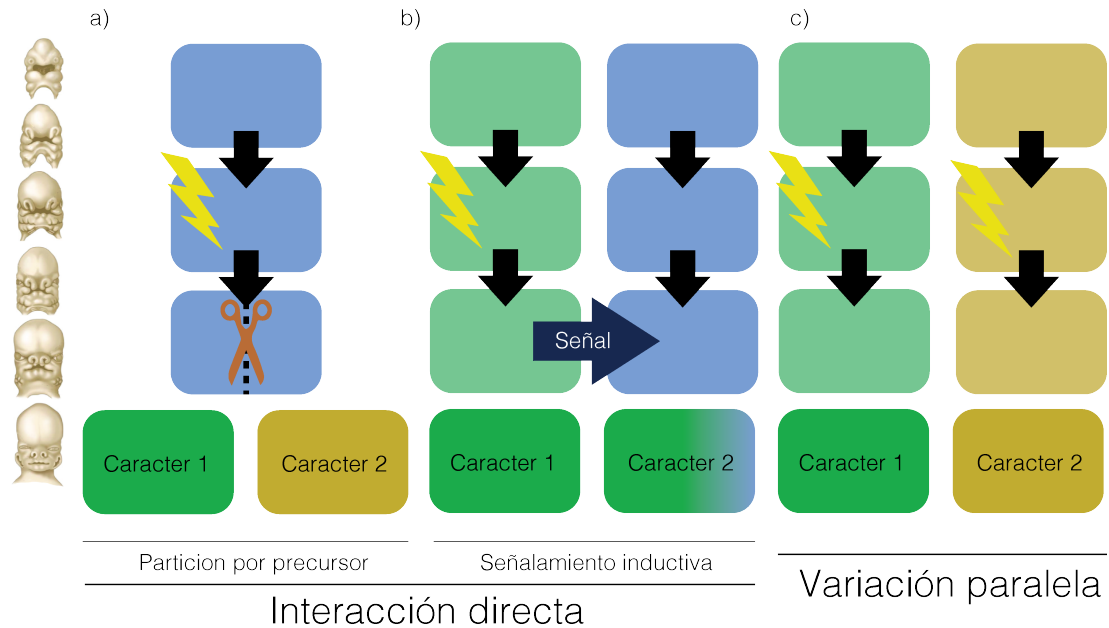 a)
b)
c)
Señal
Caracter 1
Caracter 2
Caracter 1
Caracter 2
Caracter 1
Caracter 2
Particion por precursor
Señalamiento inductiva
Interacción directa
Variación paralela